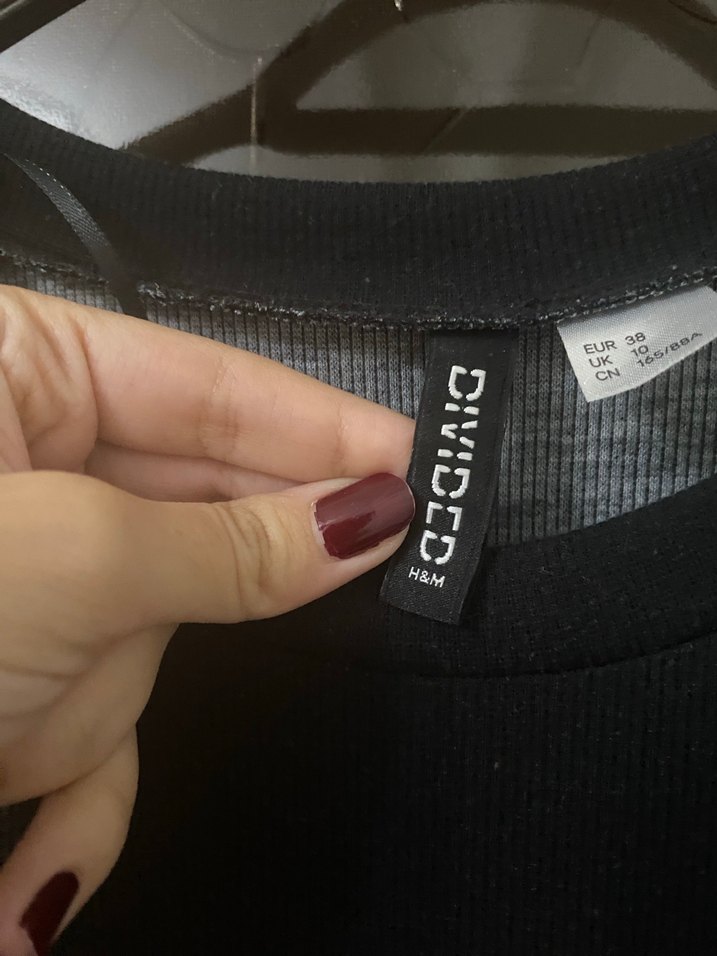 DIVIDED
H&M
EUR 38
UK 10
CN 165/88A